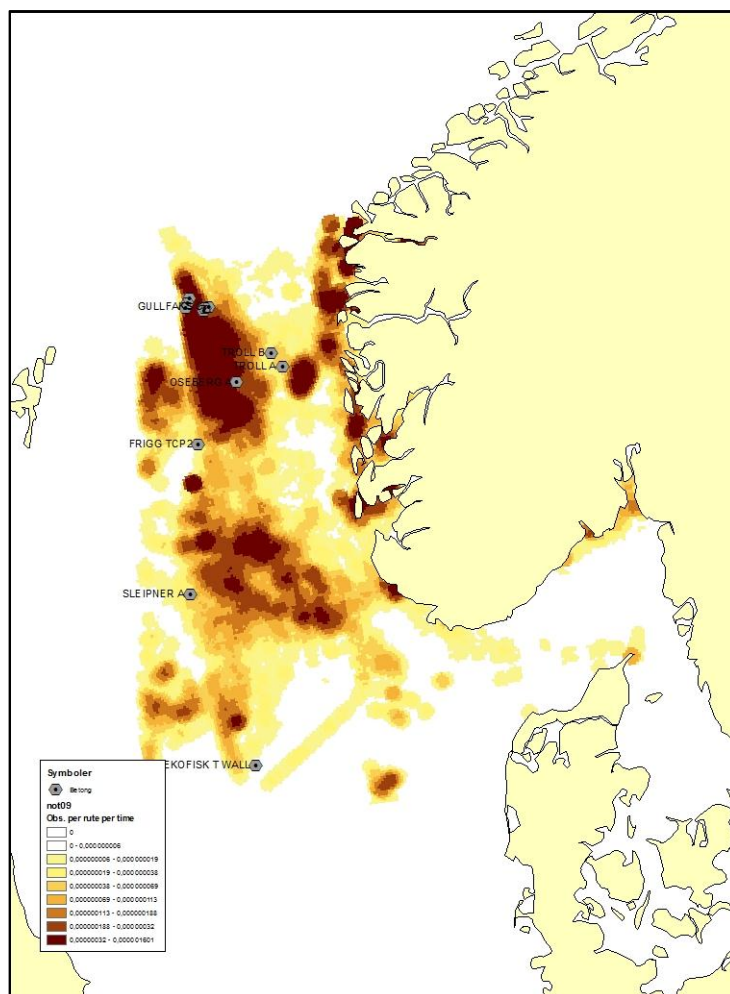 GULLFAKS
TROLL B
TROLL A
OSEBERG A
FRIGG TCP2
SLEIPNER A
EKOFISK T WALL
Symboler
Betong
not09
Obs. per rute per time
0
0 - 0,000000006
0,000000006 - 0,000000019
0,000000019 - 0,000000038
0,000000038 - 0,000000069
0,000000069 - 0,000000113
0,000000113 - 0,000000188
0,000000188 - 0,00000032
0,00000032 - 0,000001601